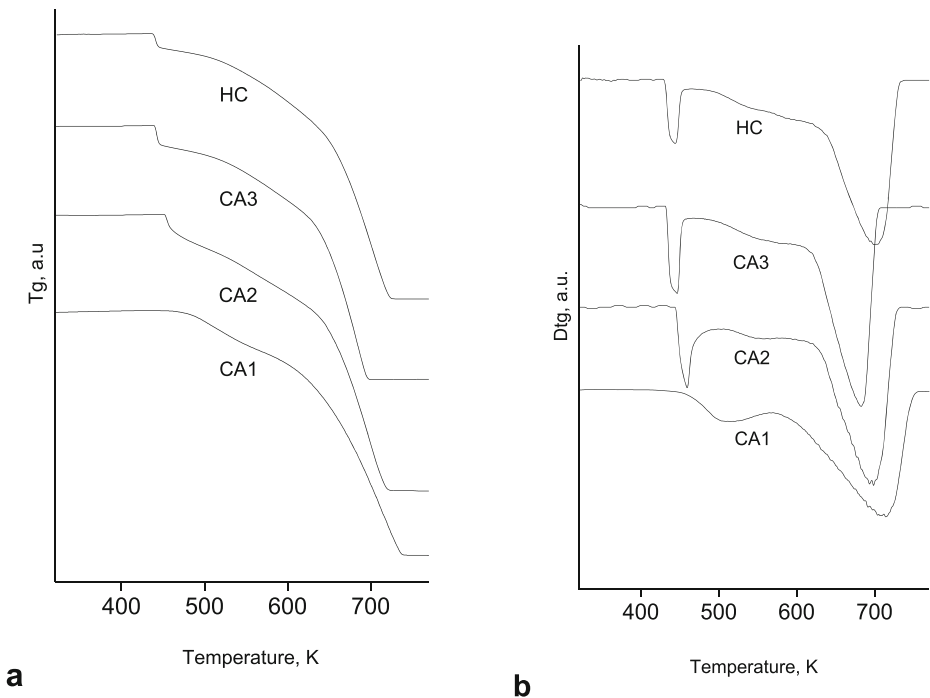 HC
CA3
CA2
CA1
Tg, a.u
400 500 600 700
Temperature, K
a
HC
CA3
CA2
CA1
Dtg, a.u.
400 500 600 700
Temperature, K
b